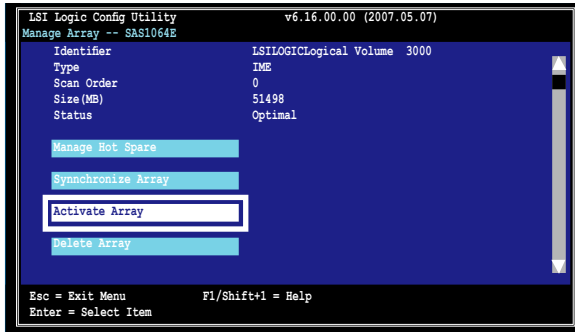 LSI Logic Config Utility v6.16.00.00 (2007.05.07)
Manage Array -- SAS1064E
Identifier LSILOGICLogical Volume 3000
Type IME
Scan Order 0
Size(MB) 51498
Status Optimal
Manage Hot Spare
Synnchronize Array
Activate Array
Delete Array
Esc = Exit Menu F1/Shift+1 = Help
Enter = Select Item